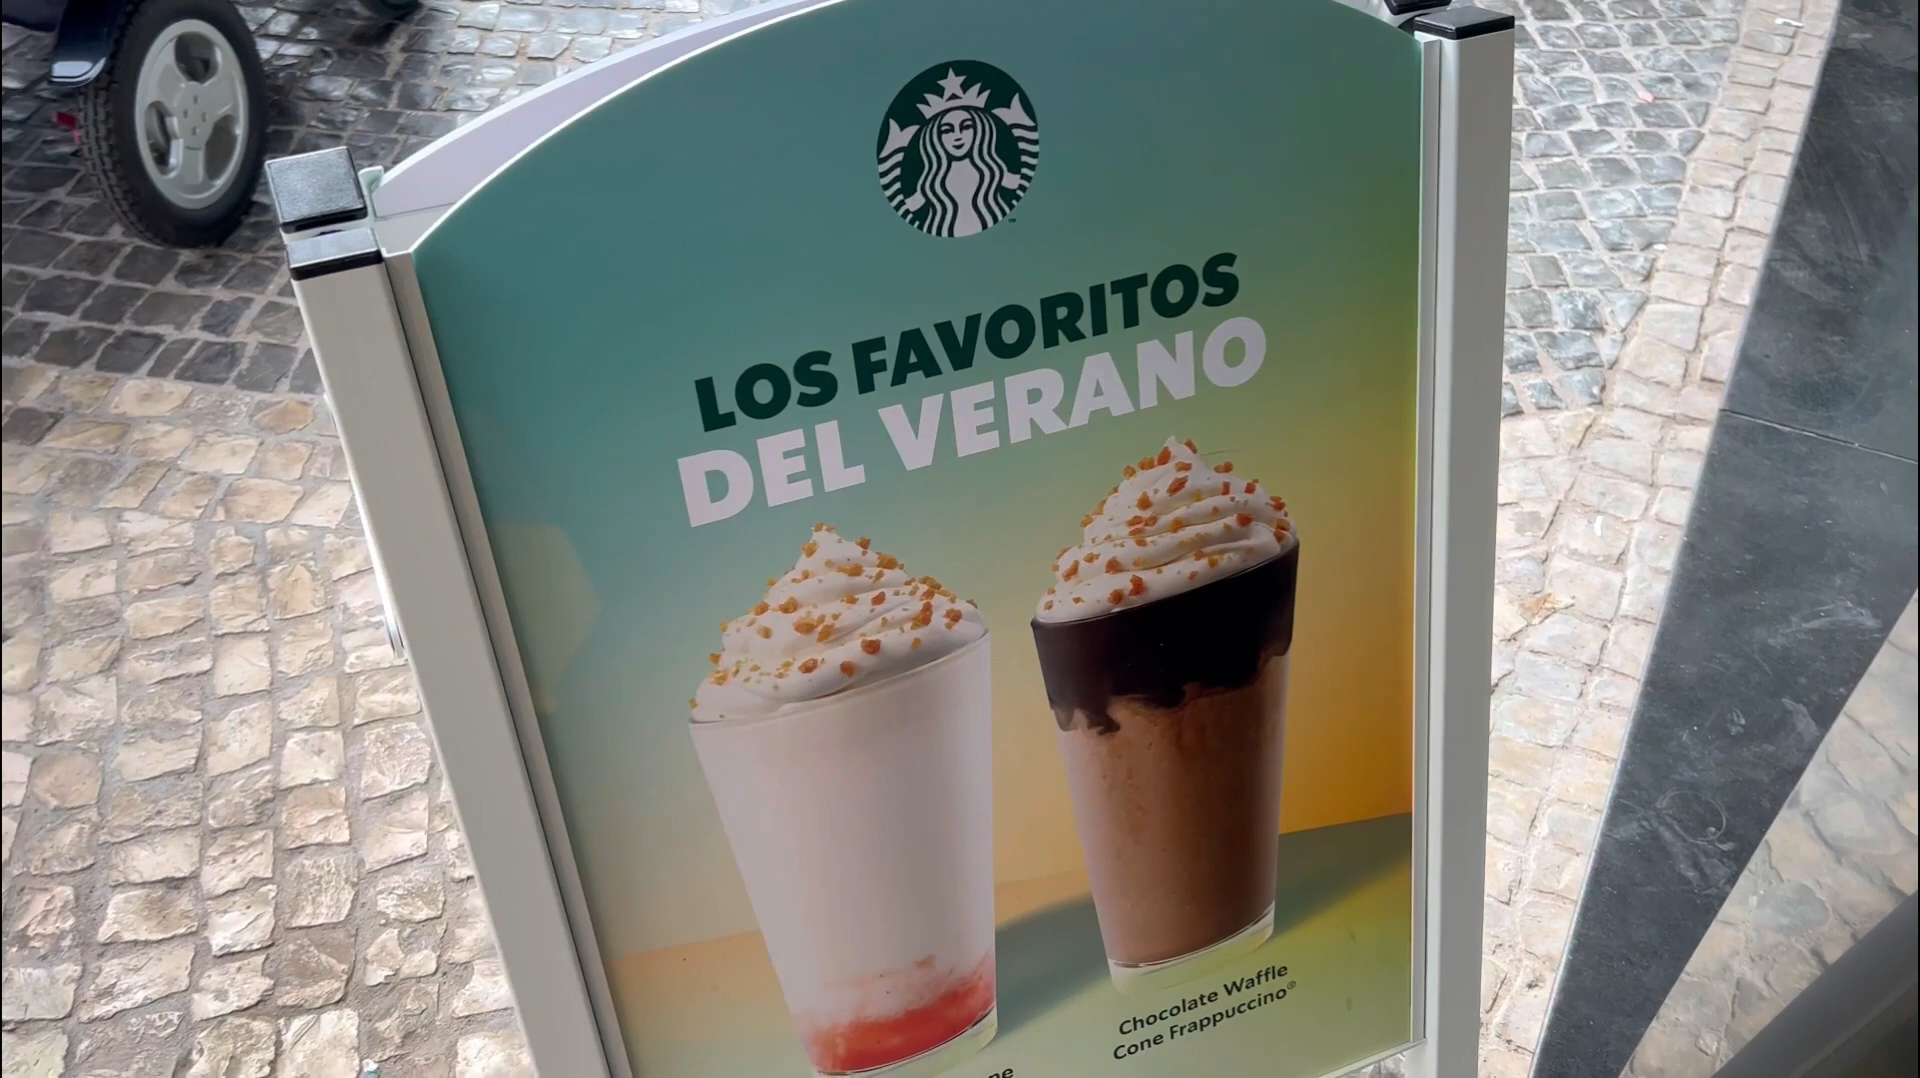 LOS FAVORITOS
DEL VERANO
Chocolate Waffle
Cone Frappuccino®